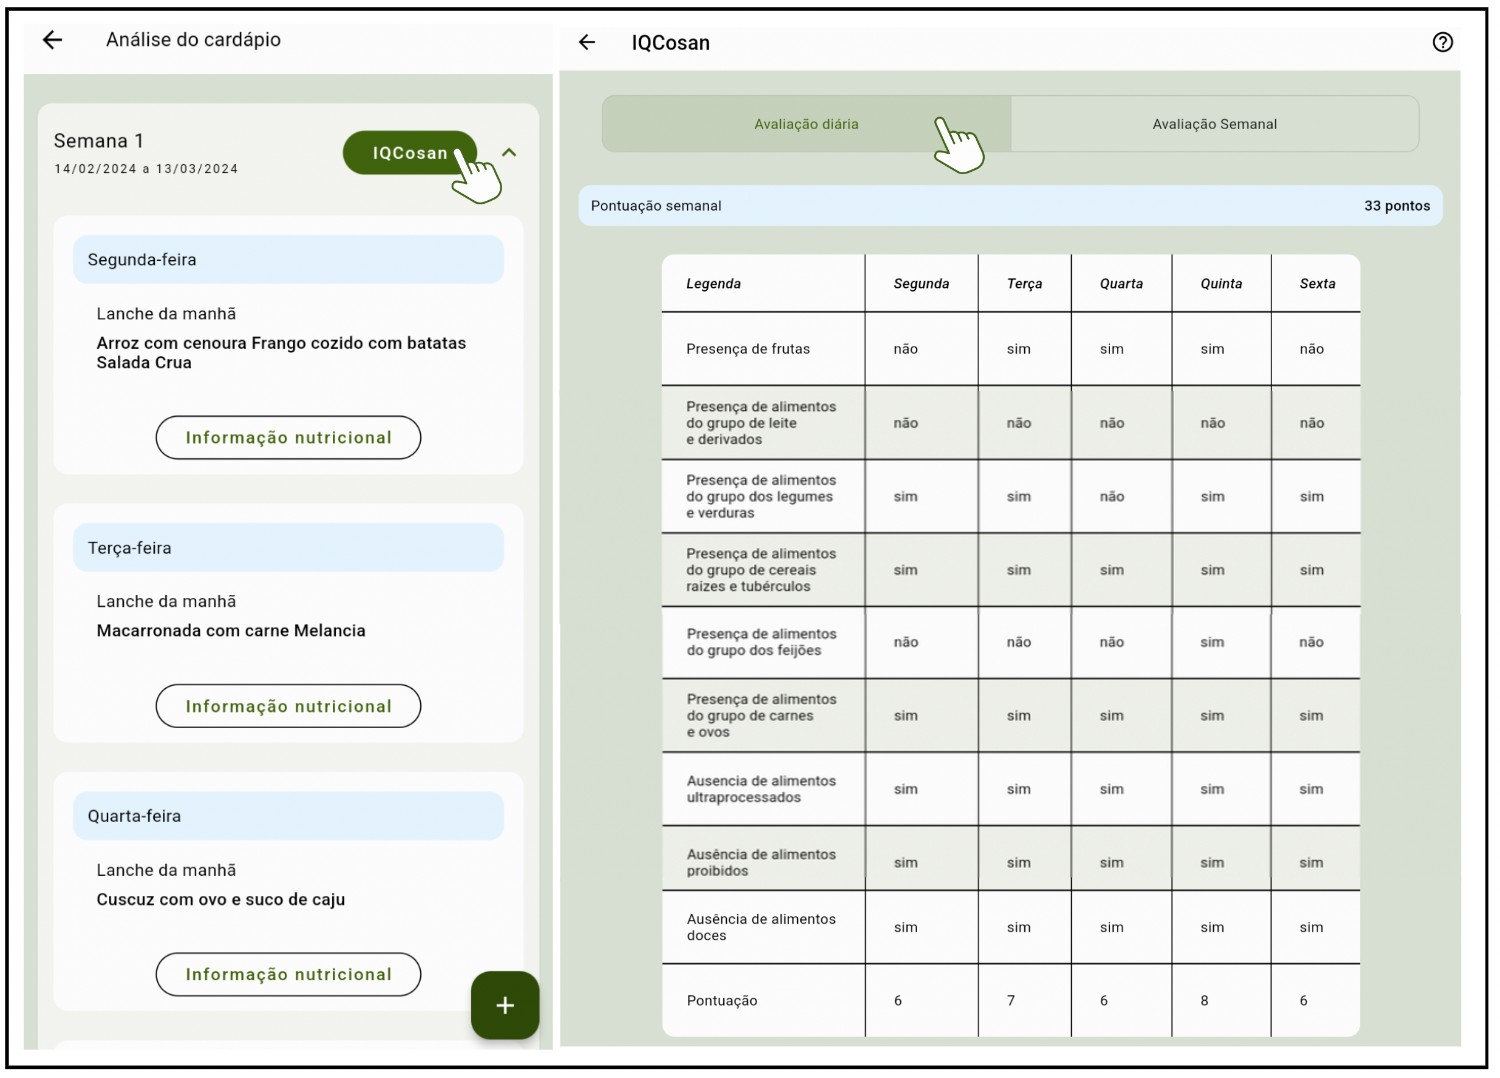 Análise do cardápio
Semana 1
IQCosan
14/02/2024 a 13/03/2024
Segunda-feira
Lanche da manhã
Arroz com cenoura Frango cozido com batatas
Salada Crua
Informação nutricional
Terça-feira
Lanche da manhã
Macarronada com carne Melancia
Informação nutricional
Quarta-feira
Lanche da manhã
Cuscuz com ovo e suco de caju
Informação nutricional
+
IQCosan
?
Avaliação diária
Avaliação Semanal
Pontuação semanal 33 pontos
Legenda Segunda Terça Quarta Quinta Sexta
Presença de frutas não sim sim sim não
Presença de alimentos
do grupo de leite não não não não não
e derivados
Presença de alimentos
do grupo dos legumes sim sim não sim sim
e verduras
Presença de alimentos
do grupo de cereais sim sim sim sim sim
raizes e tubérculos
Presença de alimentos
do grupo dos feijões não não não sim não
Presença de alimentos
do grupo de carnes sim sim sim sim sim
e ovos
Ausencia de alimentos
ultraprocessados sim sim sim sim sim
Ausência de alimentos
proibidos sim sim sim sim sim
Ausência de alimentos
doces sim sim sim sim sim
Pontuação 6 7 6 8 6